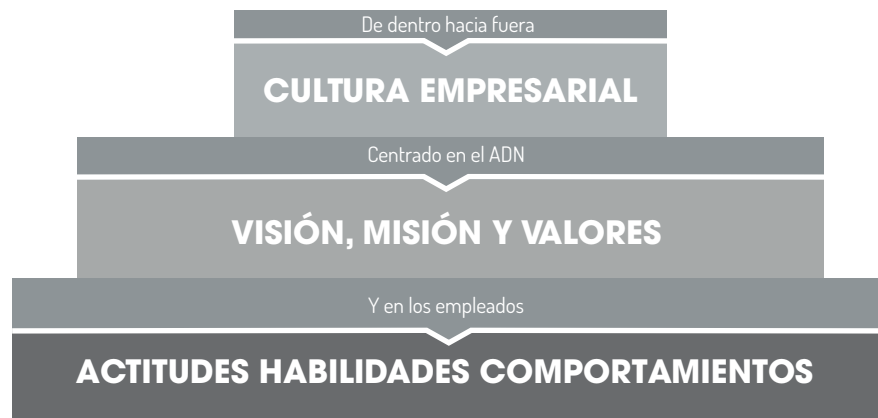 De dentro hacia fuera
CULTURA EMPRESARIAL
Centrado en el ADN
VISIÓN, MISIÓN Y VALORES
Y en los empleados
ACTITUDES HABILIDADES COMPORTAMIENTOS